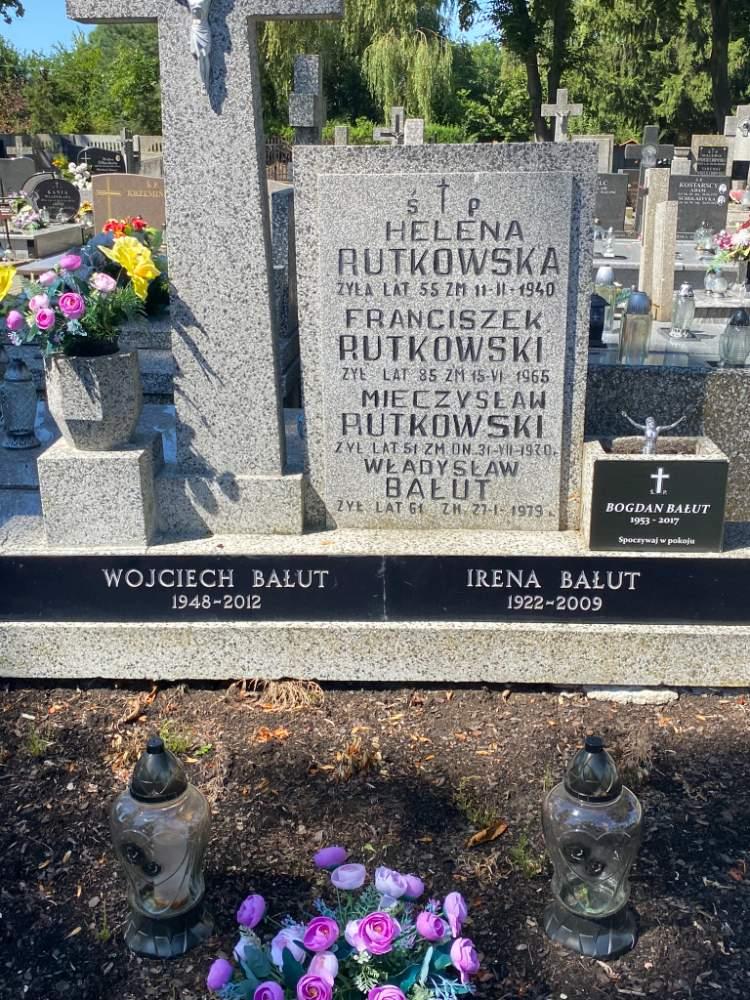 Ś P
HELENA
RUTKOWSKA
ŻYŁA LAT 55 ZM 11-II-1940
FRANCISZEK
RUTKOWSKI
ŻYŁ LAT 85 ZM 15-VI-1965
MIECZYSŁAW
RUTKOWSKI
ŻYŁ LAT 51 ZM DN 31-VII-1970.
WŁADYSŁAW
BAŁUT
ŻYŁ LAT 61 ZM. 27-I-1979.
Ś P.
BOGDAN BAŁUT
1953 - 2017
Spoczywaj w pokoju
WOJCIECH BAŁUT
1948-2012
IRENA BAŁUT
1922-2009